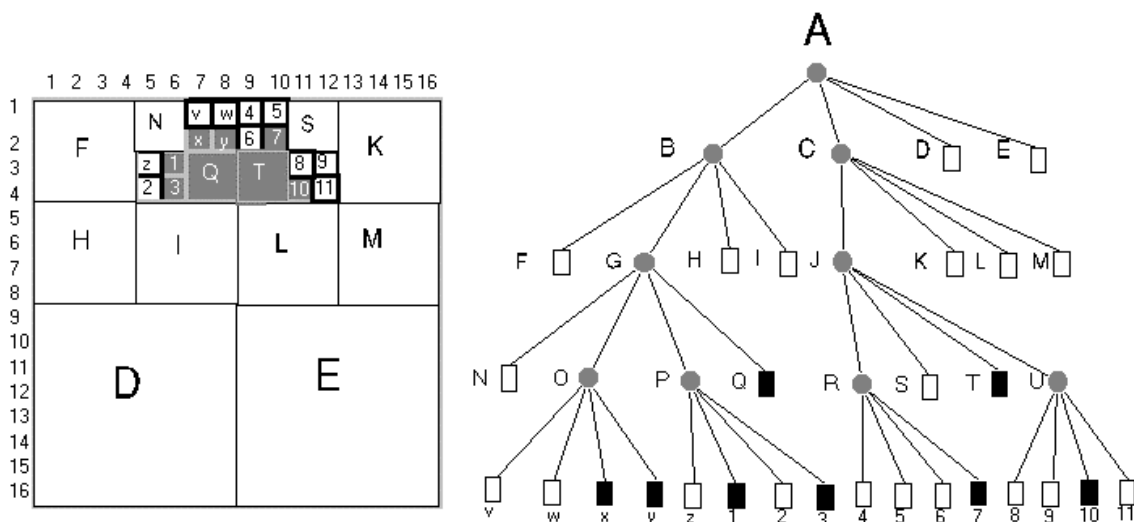 A
1 2 3 4 5 6 7 8 9 10 11 12 13 14 15 16
1 N v w 4 5 S
2 F x y 6 7 K
3 z 1 Q T 8 9
4 2 3 10 11
5
6 H I L M
7
8
9
10
11 D E
12
13
14
15
16
B C D E
F G H I J K L M
N O P Q R S T U
v w x y z 1 2 3 4 5 6 7 8 9 10 11